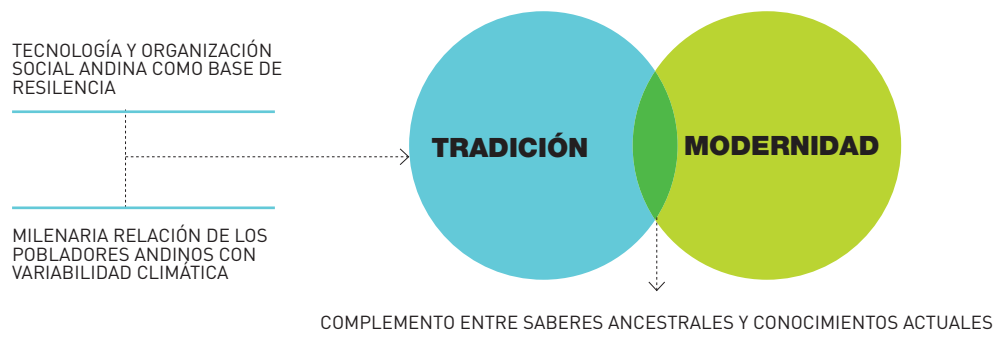 TECNOLOGÍA Y ORGANIZACIÓN
SOCIAL ANDINA COMO BASE DE
RESILENCIA
MILENARIA RELACIÓN DE LOS
POBLADORES ANDINOS CON
VARIABILIDAD CLIMÁTICA
TRADICIÓN
MODERNIDAD
COMPLEMENTO ENTRE SABERES ANCESTRALES Y CONOCIMIENTOS ACTUALES